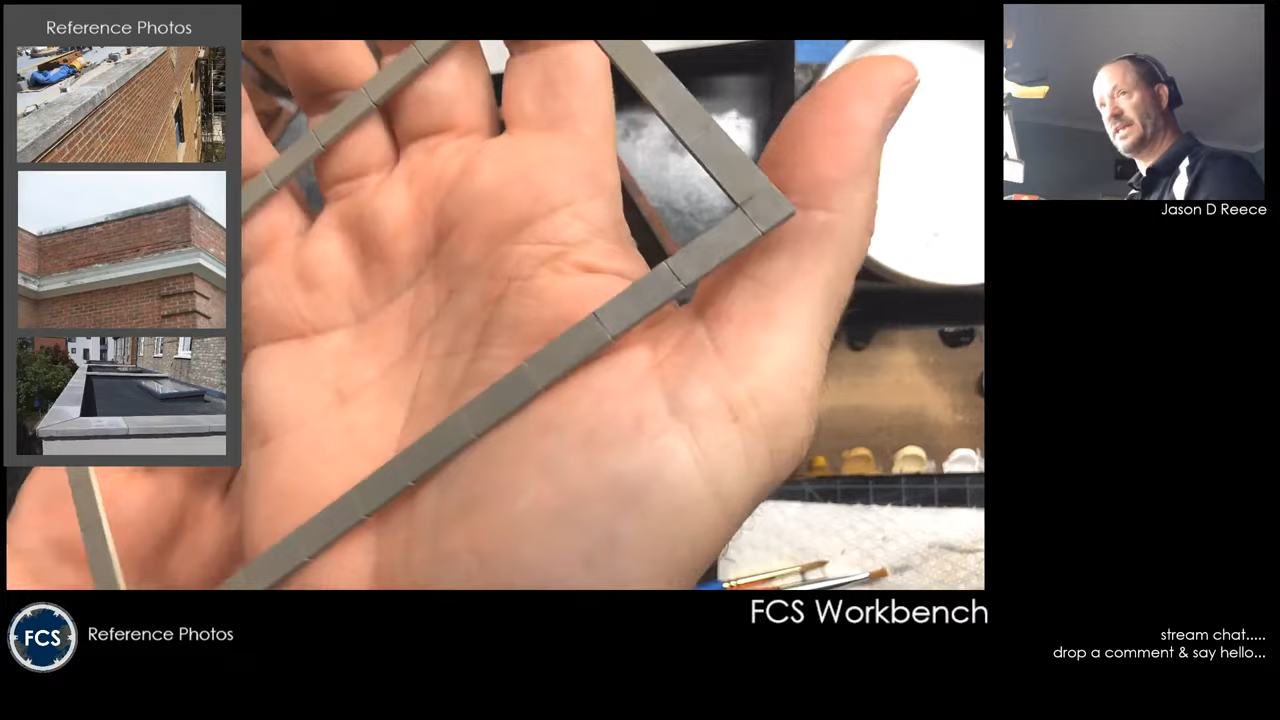 Reference Photos
Jason D Reece
FCS Workbench
FCS
Reference Photos
stream chat.....
drop a comment & say hello...